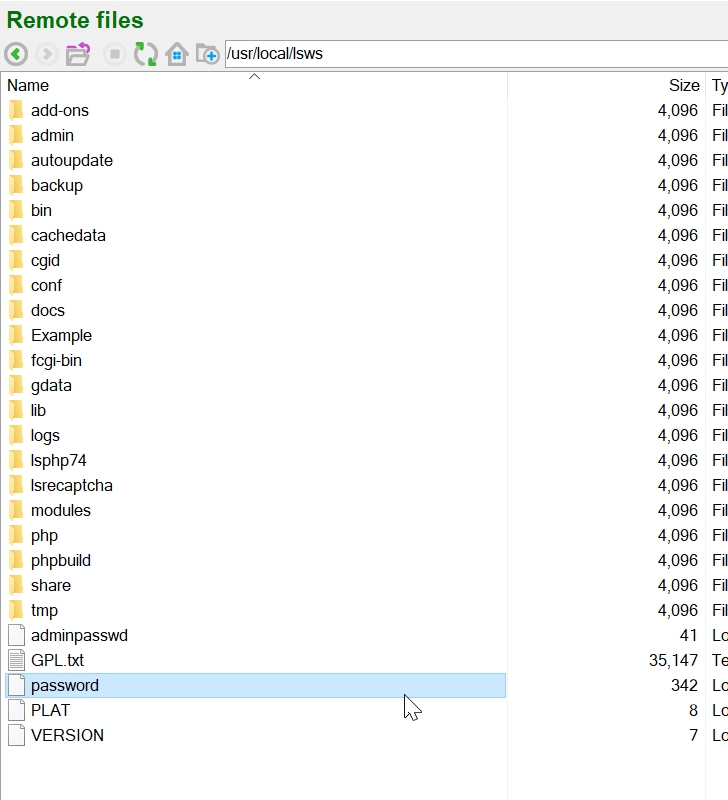 Remote files
/usr/local/lsws
Name Size Ty
add-ons 4,096 Fil
admin 4,096 Fil
autoupdate 4,096 Fil
backup 4,096 Fil
bin 4,096 Fil
cachedata 4,096 Fil
cgid 4,096 Fil
conf 4,096 Fil
docs 4,096 Fil
Example 4,096 Fil
fcgi-bin 4,096 Fil
gdata 4,096 Fil
lib 4,096 Fil
logs 4,096 Fil
lsphp74 4,096 Fil
lsrecaptcha 4,096 Fil
modules 4,096 Fil
php 4,096 Fil
phpbuild 4,096 Fil
share 4,096 Fil
tmp 4,096 Fil
adminpasswd 41 Lo
GPL.txt 35,147 Te
password 342 Lo
PLAT 8 Lo
VERSION 7 Lo